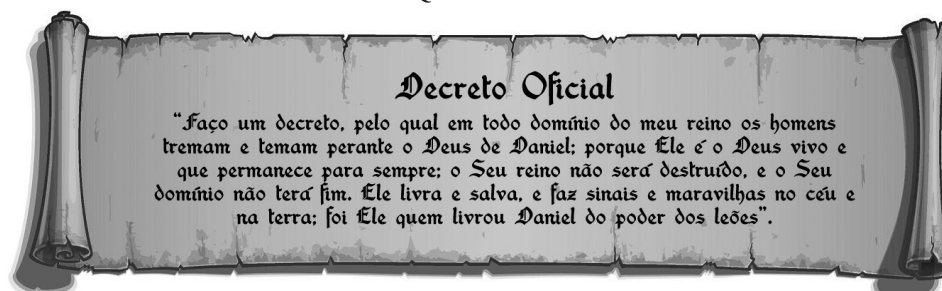 Decreto Oficial
“Faço um decreto, pelo qual em todo domínio do meu reino os homens
tremam e temam perante o Deus de Daniel; porque Ele é o Deus vivo e
que permanece para sempre; o Seu reino não será destruído, e o Seu
domínio não terá fim. Ele livra e salva, e faz sinais e maravilhas no céu e
na terra; foi Ele quem livrou Daniel do poder dos leões”.